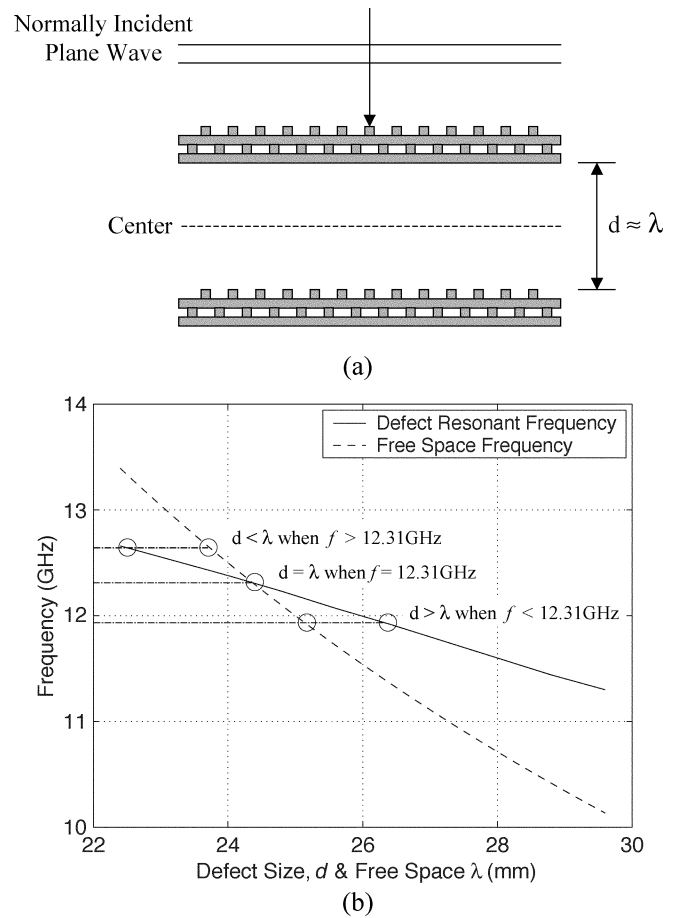 Normally Incident
Plane Wave
Center
d ≈ λ
(a)
14
13
12
11
10
Frequency (GHz)
Defect Resonant Frequency
Free Space Frequency
d < λ when f > 12.31GHz
d = λ when f = 12.31GHz
d > λ when f < 12.31GHz
22 24 26 28 30
Defect Size, d & Free Space λ (mm)
(b)